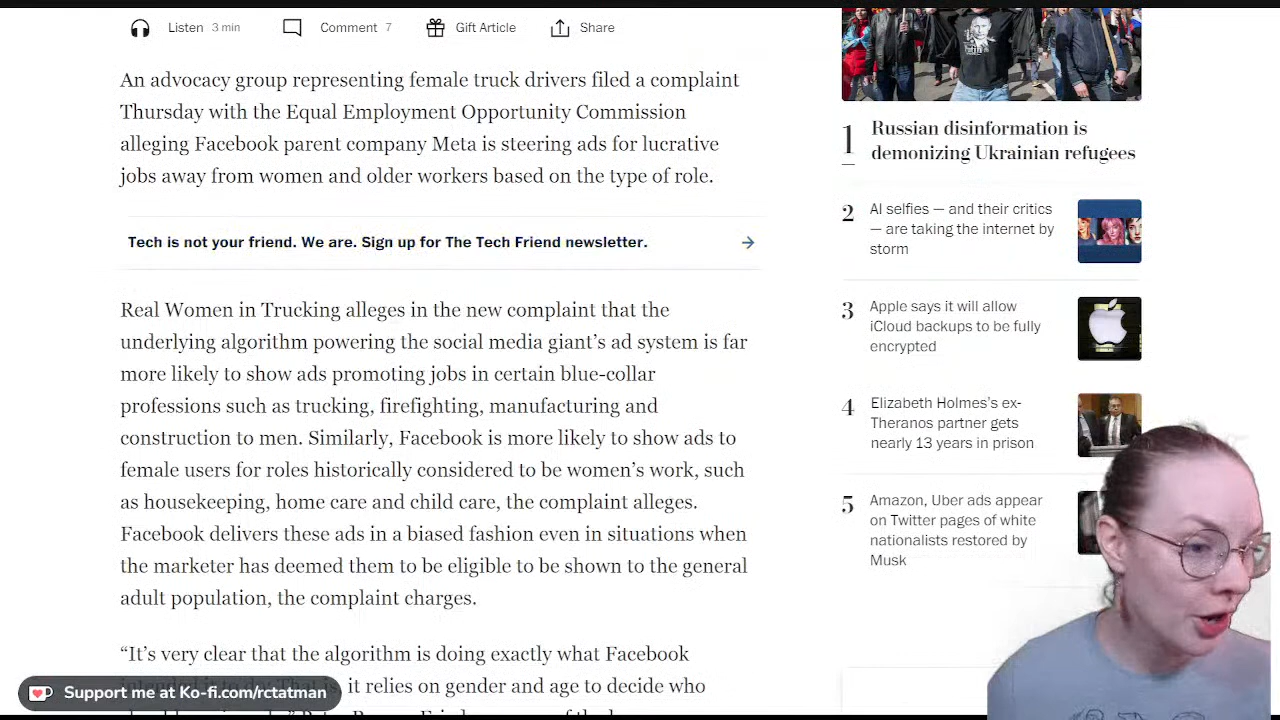 Listen 3 min Comment 7 Gift Article Share
An advocacy group representing female truck drivers filed a complaint
Thursday with the Equal Employment Opportunity Commission
alleging Facebook parent company Meta is steering ads for lucrative
jobs away from women and older workers based on the type of role.
Tech is not your friend. We are. Sign up for The Tech Friend newsletter.
Real Women in Trucking alleges in the new complaint that the
underlying algorithm powering the social media giant's ad system is far
more likely to show ads promoting jobs in certain blue-collar
professions such as trucking, firefighting, manufacturing and
construction to men. Similarly, Facebook is more likely to show ads to
female users for roles historically considered to be women's work, such
as housekeeping, home care and child care, the complaint alleges.
Facebook delivers these ads in a biased fashion even in situations when
the marketer has deemed them to be eligible to be shown to the general
adult population, the complaint charges.
“It's very clear that the algorithm is doing exactly what Facebook
it relies on gender and age to decide who
Support me at Ko-fi.com/rctatman
1
Russian disinformation is
demonizing Ukrainian refugees
2
AI selfies — and their critics
— are taking the internet by
storm
3
Apple says it will allow
iCloud backups to be fully
encrypted
4
Elizabeth Holmes's ex-
Theranos partner gets
nearly 13 years in prison
5
Amazon, Uber ads appear
on Twitter pages of white
nationalists restored by
Musk